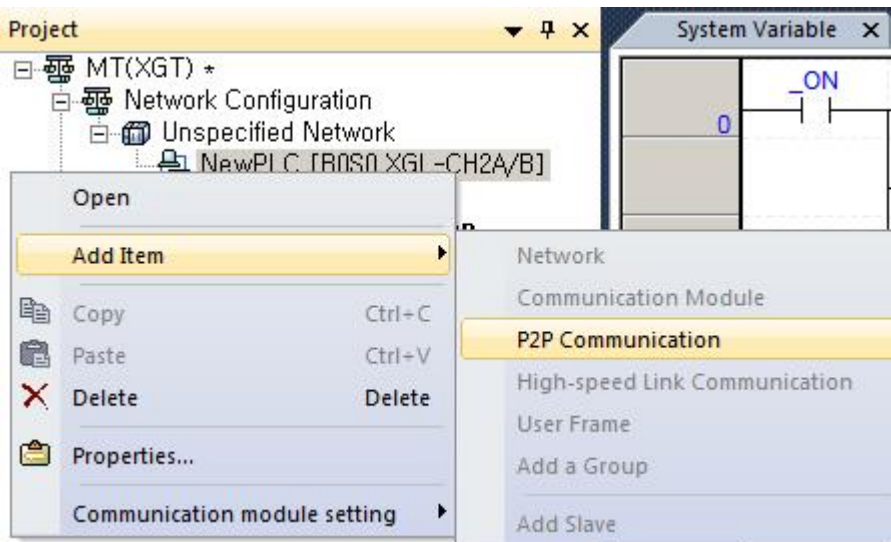 Project
System Variable
MT(XGT) *
Network Configuration
Unspecified Network
NewPLC [B0S0 XGL-CH2A/B]
_ON
0
Open
Add Item
Copy Ctrl+C
Paste Ctrl+V
Delete Delete
Properties...
Communication module setting
Network
Communication Module
P2P Communication
High-speed Link Communication
User Frame
Add a Group
Add Slave